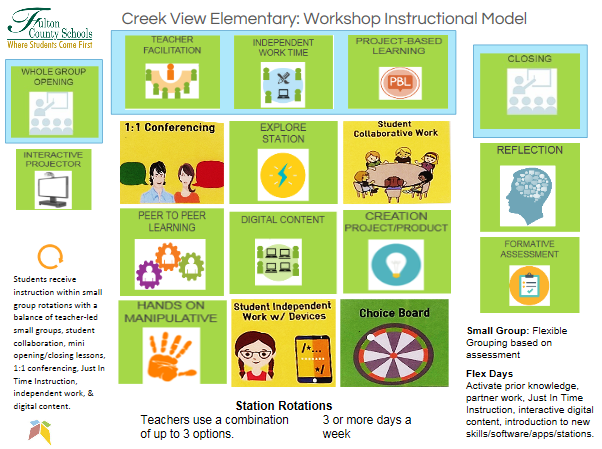 Fulton
County Schools
Where Students Come First
Creek View Elementary: Workshop Instructional Model
WHOLE GROUP
OPENING
INTERACTIVE
PROJECTOR
Students receive
instruction within small
group rotations with a
balance of teacher-led
small groups, student
collaboration, mini
opening/closing lessons,
1:1 conferencing, Just In
Time Instruction,
independent work, &
digital content.
TEACHER
FACILITATION
INDEPENDENT
WORK TIME
PROJECT-BASED
LEARNING
PBL
1:1 Conferencing
EXPLORE
STATION
Student
Collaborative Work
PEER TO PEER
LEARNING
DIGITAL CONTENT
CREATION
PROJECT/PRODUCT
HANDS ON
MANIPULATIVE
Student Independent
Work w/ Devices
/*...
...*/
Choice Board
Station Rotations
Teachers use a combination
of up to 3 options.
3 or more days a
week
CLOSING
REFLECTION
FORMATIVE
ASSESSMENT
Small Group: Flexible
Grouping based on
assessment
Flex Days
Activate prior knowledge,
partner work, Just In Time
Instruction, interactive digital
content, introduction to new
skills/software/apps/stations.